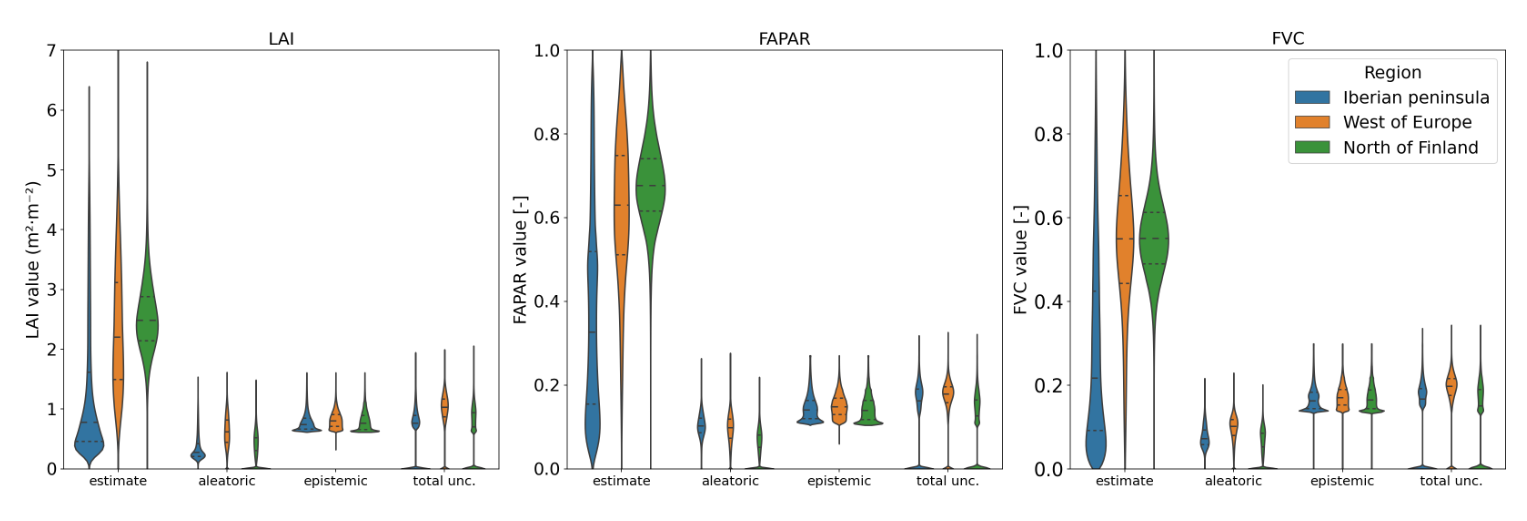 LAI
LAI value (m²·m⁻²)
7
6
5
4
3
2
1
0
estimate aleatoric epistemic total unc.
FAPAR
FAPAR value [-]
1.0
0.8
0.6
0.4
0.2
0.0
estimate aleatoric epistemic total unc.
FVC
FVC value [-]
1.0
0.8
0.6
0.4
0.2
0.0
estimate aleatoric epistemic total unc.
Region
Iberian peninsula
West of Europe
North of Finland